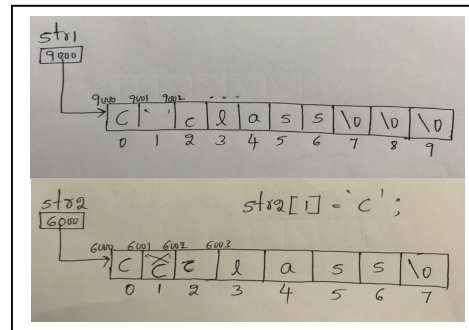 str1
9000
9000 9001 9002 ...
C ' ' c l a s s \0 \0 \0
0 1 2 3 4 5 6 7 8 9
str2
str2[1] = 'C';
6000
6000 6001 6002 6003
C c l a s s \0
0 1 2 3 4 5 6 7